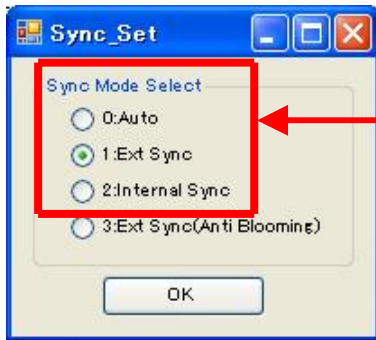 Sync_Set
Sync Mode Select
0:Auto
1:Ext Sync
2:Internal Sync
3:Ext Sync(Anti Blooming)
OK